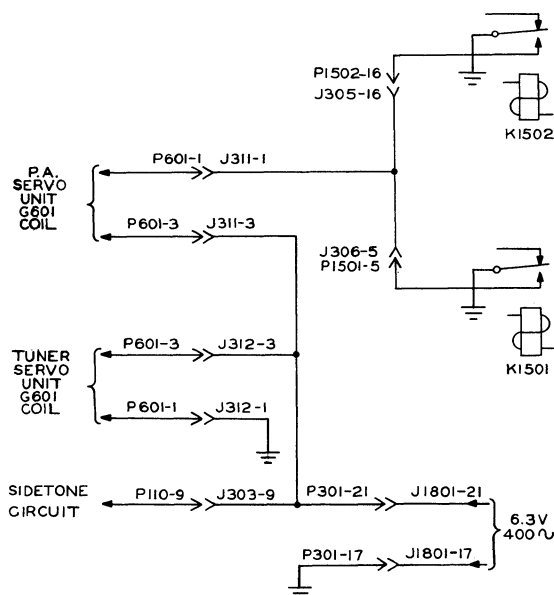 P1502-16
J305-16
K1502
P601-1 J311-1
P.A.
SERVO
UNIT
G601
COIL
P601-3 J311-3
J306-5
P1501-5
K1501
P601-3 J312-3
TUNER
SERVO
UNIT
G601
COIL
P601-1 J312-1
SIDETONE
CIRCUIT
P110-9 J303-9 P301-21 J1801-21
6.3V
400~
P301-17 J1801-17